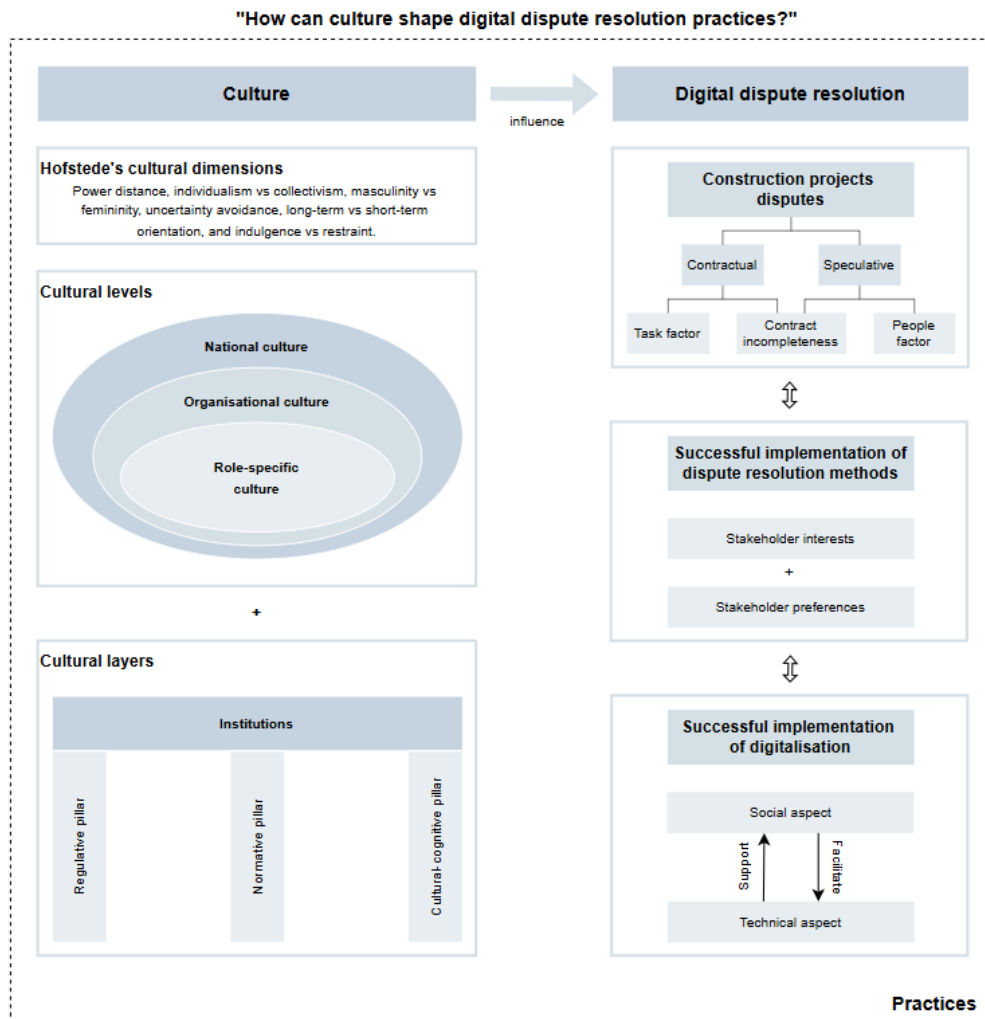 "How can culture shape digital dispute resolution practices?"
Culture
influence
Digital dispute resolution
Hofstede's cultural dimensions
Power distance, individualism vs collectivism, masculinity vs
femininity, uncertainty avoidance, long-term vs short-term
orientation, and indulgence vs restraint.
Cultural levels
National culture
Organisational culture
Role-specific
culture
+
Cultural layers
Institutions
Regulative pillar
Normative pillar
Cultural-cognitive pillar
Construction projects
disputes
Contractual
Speculative
Task factor
Contract
incompleteness
People
factor
Successful implementation of
dispute resolution methods
Stakeholder interests
+
Stakeholder preferences
Successful implementation
of digitalisation
Social aspect
Support
Facilitate
Technical aspect
Practices